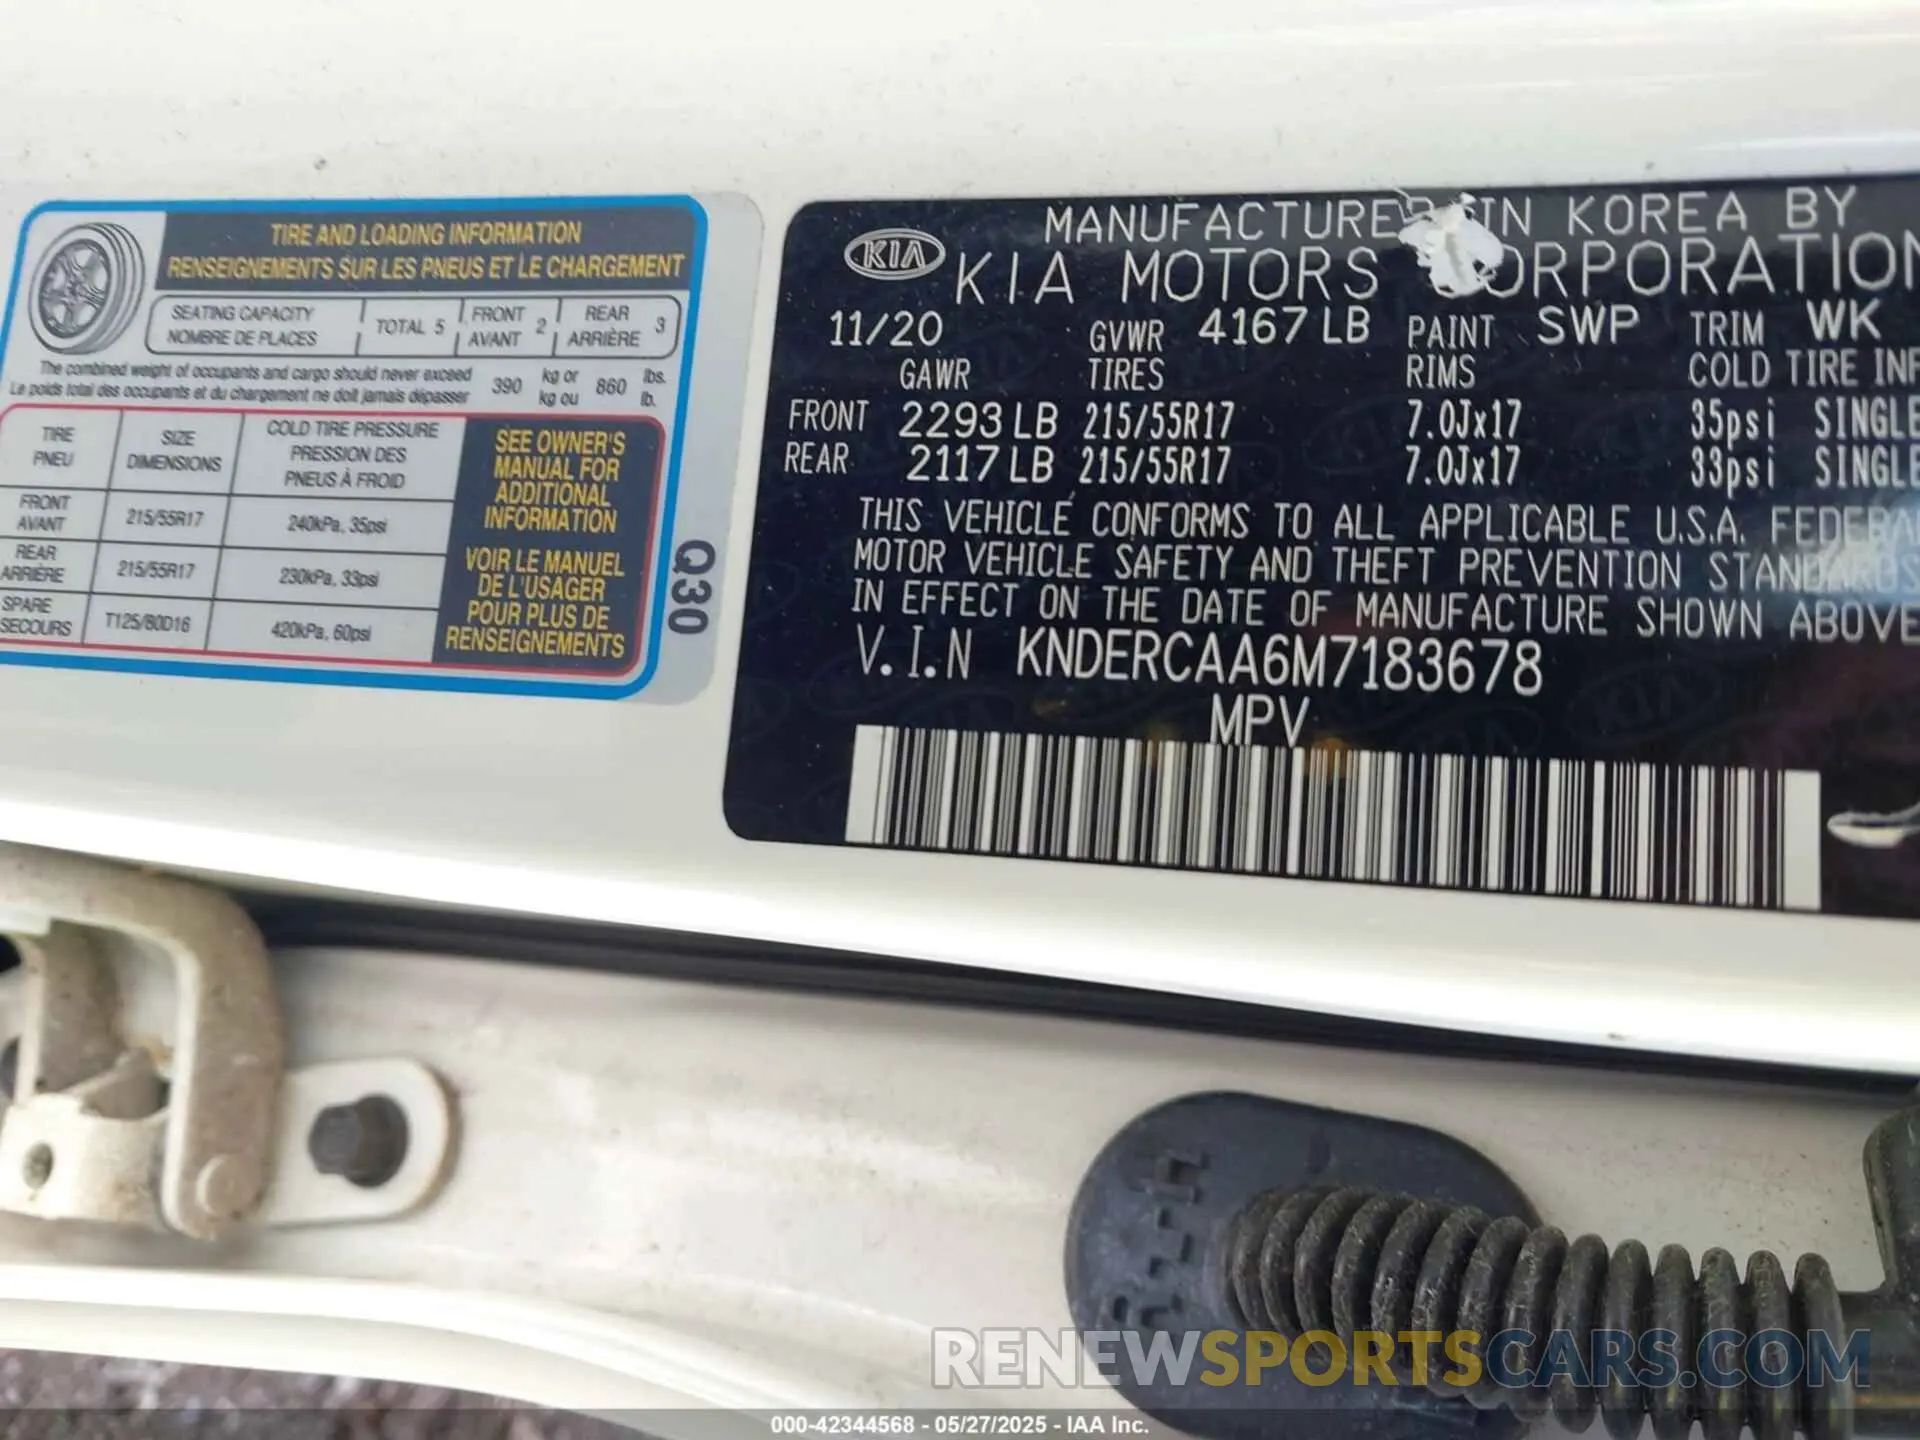 TIRE AND LOADING INFORMATION
RENSEIGNEMENTS SUR LES PNEUS ET LE CHARGEMENT
SEATING CAPACITY
NOMBRE DE PLACES
TOTAL 5
FRONT
AVANT
2
REAR
ARRIÈRE
3
The combined weight of occupants and cargo should never exceed
Le poids total des occupants et du chargement ne doit jamais dépasser
390
kg or
kg ou
860
lbs.
lb.
TIRE
PNEU
SIZE
DIMENSIONS
COLD TIRE PRESSURE
PRESSION DES
PNEUS À FROID
FRONT
AVANT
215/55R17
240kPa, 35psi
REAR
ARRIÈRE
215/55R17
230kPa, 33psi
SPARE
SECOURS
T125/80D16
420kPa, 60psi
SEE OWNER'S
MANUAL FOR
ADDITIONAL
INFORMATION
VOIR LE MANUEL
DE L'USAGER
POUR PLUS DE
RENSEIGNEMENTS
Q30
KIA
MANUFACTURED IN KOREA BY
KIA MOTORS CORPORATION
11/20 GVWR 4167 LB PAINT SWP TRIM WK
GAWR TIRES RIMS COLD TIRE INF
FRONT 2293 LB 215/55R17 7.0Jx17 35psi SINGLE
REAR 2117 LB 215/55R17 7.0Jx17 33psi SINGLE
THIS VEHICLE CONFORMS TO ALL APPLICABLE U.S.A. FEDERAL
MOTOR VEHICLE SAFETY AND THEFT PREVENTION STANDARDS
IN EFFECT ON THE DATE OF MANUFACTURE SHOWN ABOVE
V.I.N KNDERCAA6M7183678
MPV
RENEWSPORTSCARS.COM
000-42344568 - 05/27/2025 - IAA Inc.